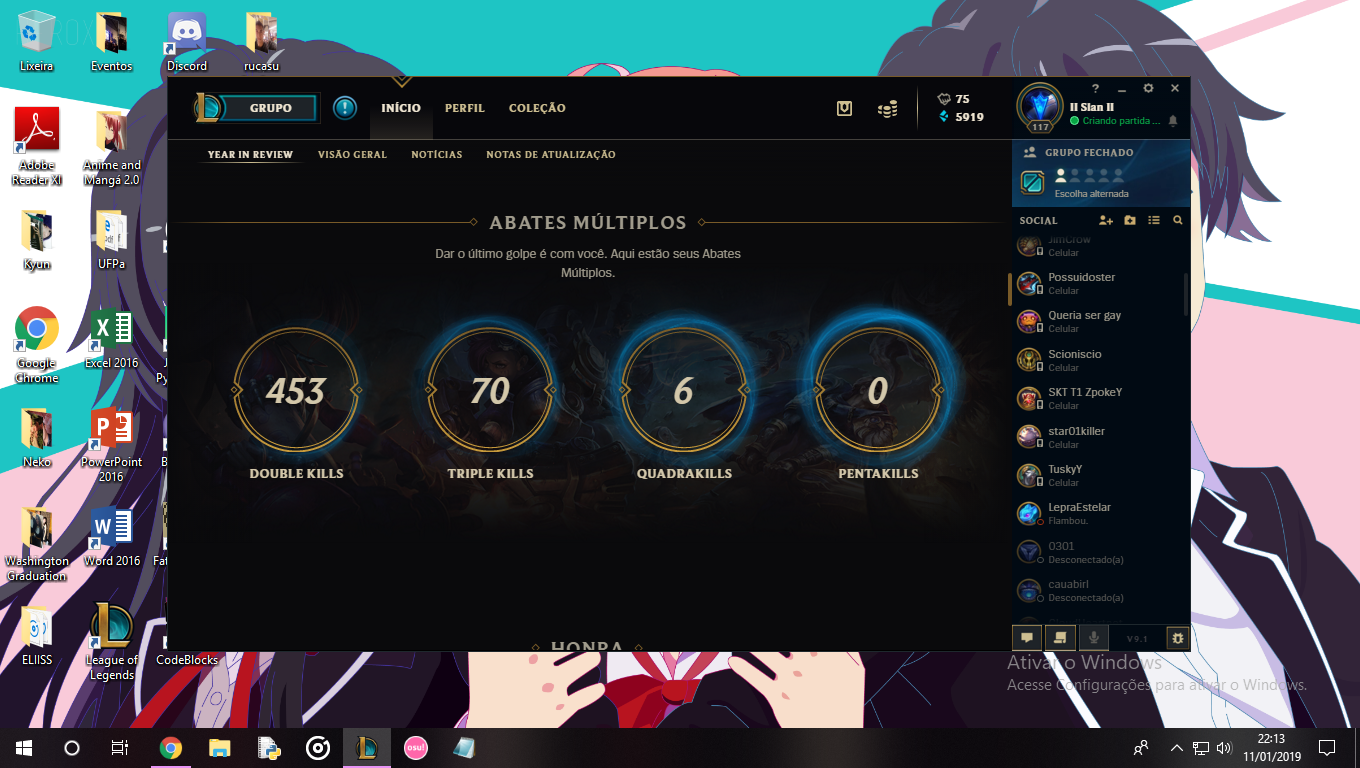 Lixeira
Eventos
Discord
rucasu
Adobe
Reader XI
Anime and
Mangá 2.0
Kyun
UFPa
Google
Chrome
Excel 2016
Neko
PowerPoint
2016
Washington
Graduation
Word 2016
ELIISS
League of
Legends
CodeBlocks
GRUPO
INÍCIO
PERFIL
COLEÇÃO
75
5919
117
II Slan II
Criando partida ...
YEAR IN REVIEW
VISÃO GERAL
NOTÍCIAS
NOTAS DE ATUALIZAÇÃO
ABATES MÚLTIPLOS
Dar o último golpe é com você. Aqui estão seus Abates
Múltiplos.
453
70
6
0
DOUBLE KILLS
TRIPLE KILLS
QUADRAKILLS
PENTAKILLS
HONRA
GRUPO FECHADO
Escolha alternada
SOCIAL
JimCrow
Celular
Possuidoster
Celular
Queria ser gay
Celular
Scioniscio
Celular
SKT T1 ZpokeY
Celular
star01killer
Celular
TuskyY
Celular
LepraEstelar
Flambou.
0301
Desconectado(a)
cauabirl
Desconectado(a)
V9.1
Ativar o Windows
Acesse Configurações para ativar o Windows.
osu!
22:13
11/01/2019